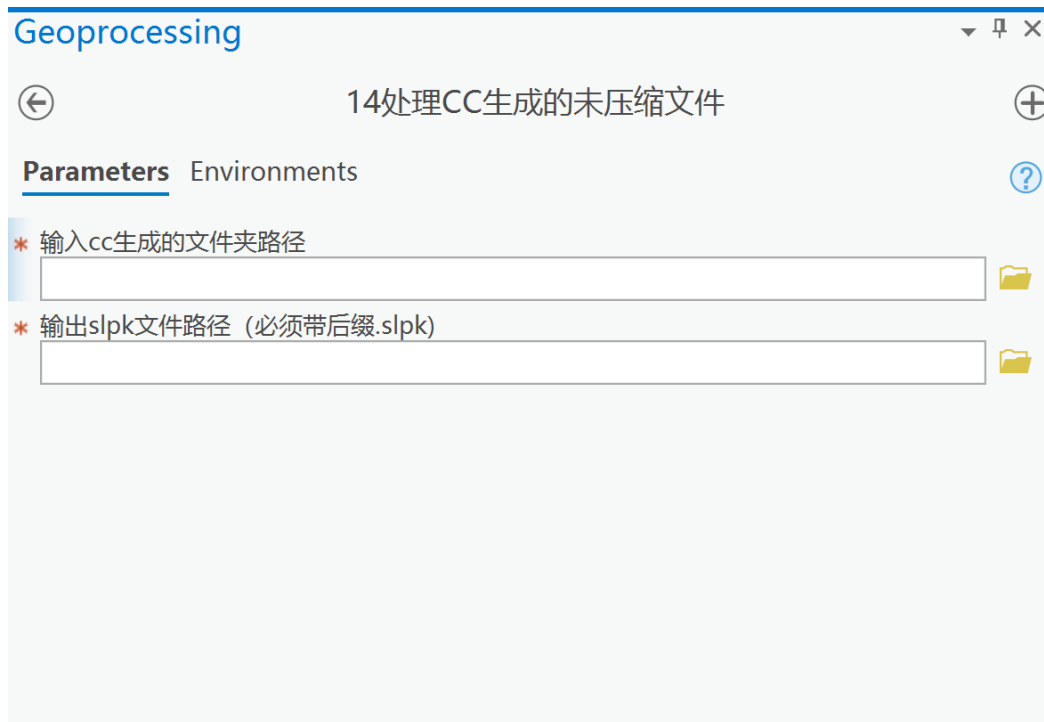 Geoprocessing
14处理CC生成的未压缩文件
Parameters Environments
* 输入cc生成的文件夹路径
* 输出slpk文件路径（必须带后缀.slpk)